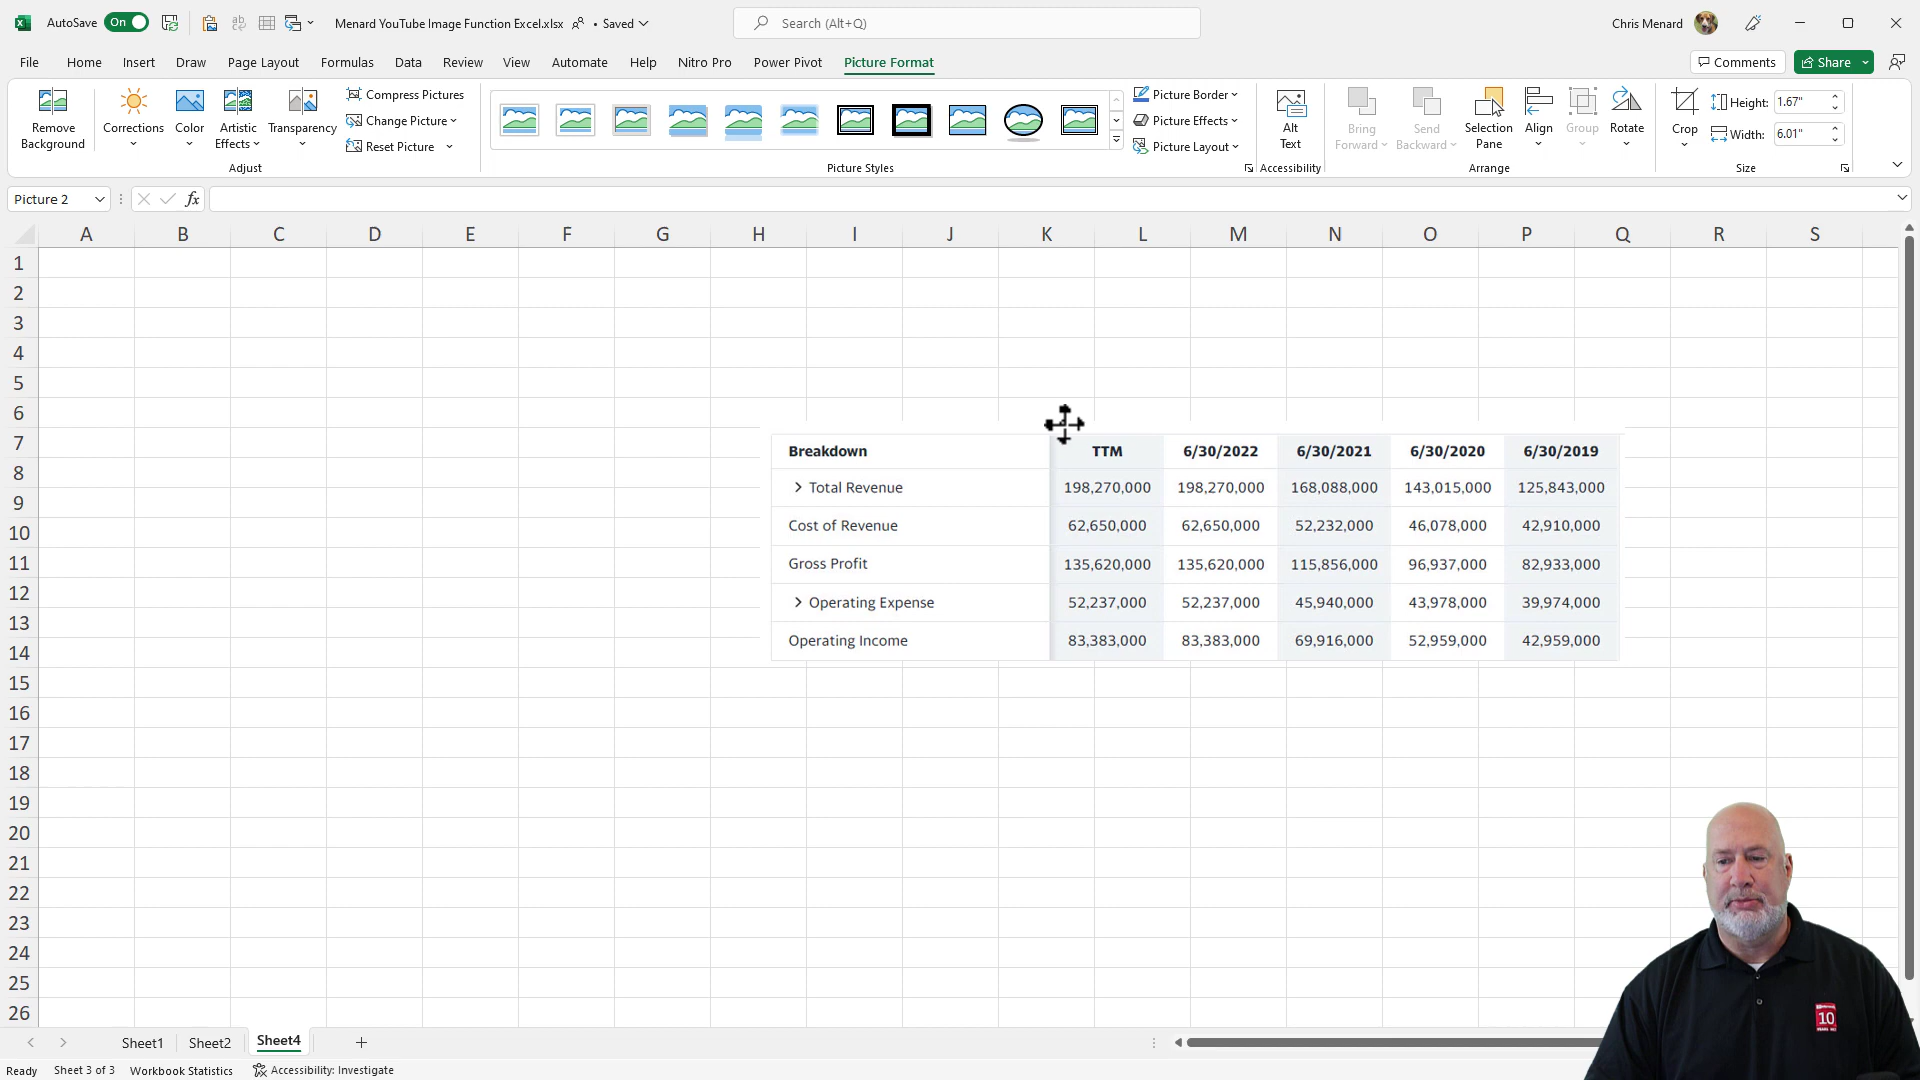 AutoSave On Menard YouTube Image Function Excel.xlsx • Saved Search (Alt+Q) Chris Menard
File Home Insert Draw Page Layout Formulas Data Review View Automate Help Nitro Pro Power Pivot Picture Format Comments Share
Remove Background
Corrections
Color
Artistic Effects
Transparency
Compress Pictures
Change Picture
Reset Picture
Adjust
Picture Styles
Picture Border
Picture Effects
Picture Layout
Alt Text
Accessibility
Bring Forward
Send Backward
Selection Pane
Align
Group
Rotate
Arrange
Crop
Height: 1.67"
Width: 6.01"
Size
Picture 2 fx
A B C D E F G H I J K L M N O P Q R S
1
2
3
4
5
6
7
8
9
10
11
12
13
14
15
16
17
18
19
20
21
22
23
24
25
26
Breakdown TTM 6/30/2022 6/30/2021 6/30/2020 6/30/2019
Total Revenue 198,270,000 198,270,000 168,088,000 143,015,000 125,843,000
Cost of Revenue 62,650,000 62,650,000 52,232,000 46,078,000 42,910,000
Gross Profit 135,620,000 135,620,000 115,856,000 96,937,000 82,933,000
Operating Expense 52,237,000 52,237,000 45,940,000 43,978,000 39,974,000
Operating Income 83,383,000 83,383,000 69,916,000 52,959,000 42,959,000
10
Sheet1 Sheet2 Sheet4
Ready Sheet 3 of 3 Workbook Statistics Accessibility: Investigate